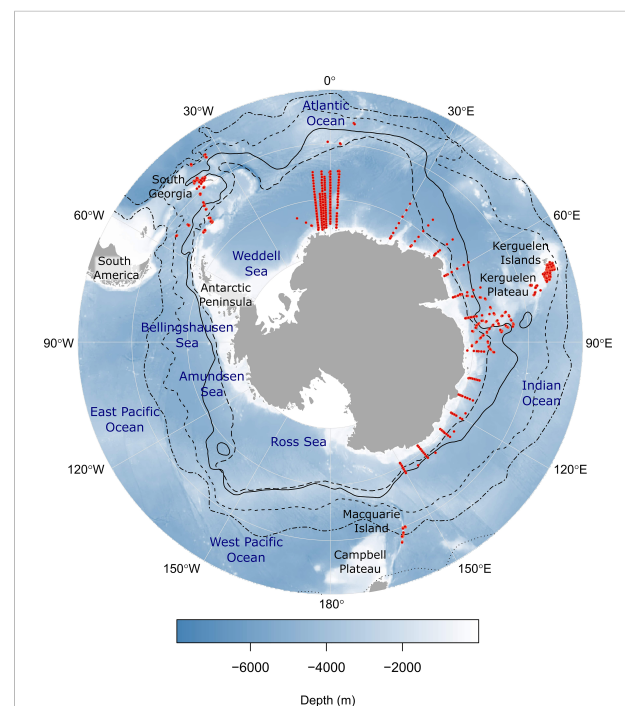 0°
30°W
30°E
Atlantic
Ocean
South
Georgia
60°W
60°E
Kerguelen
Islands
Weddell
Sea
South
America
Kerguelen
Plateau
Antarctic
Peninsula
Bellingshausen
Sea
90°W
90°E
Amundsen
Sea
Indian
Ocean
East Pacific
Ocean
Ross Sea
120°W
120°E
Macquarie
Island
West Pacific
Ocean
Campbell
Plateau
150°W
150°E
180°
−6000
−4000
−2000
Depth (m)